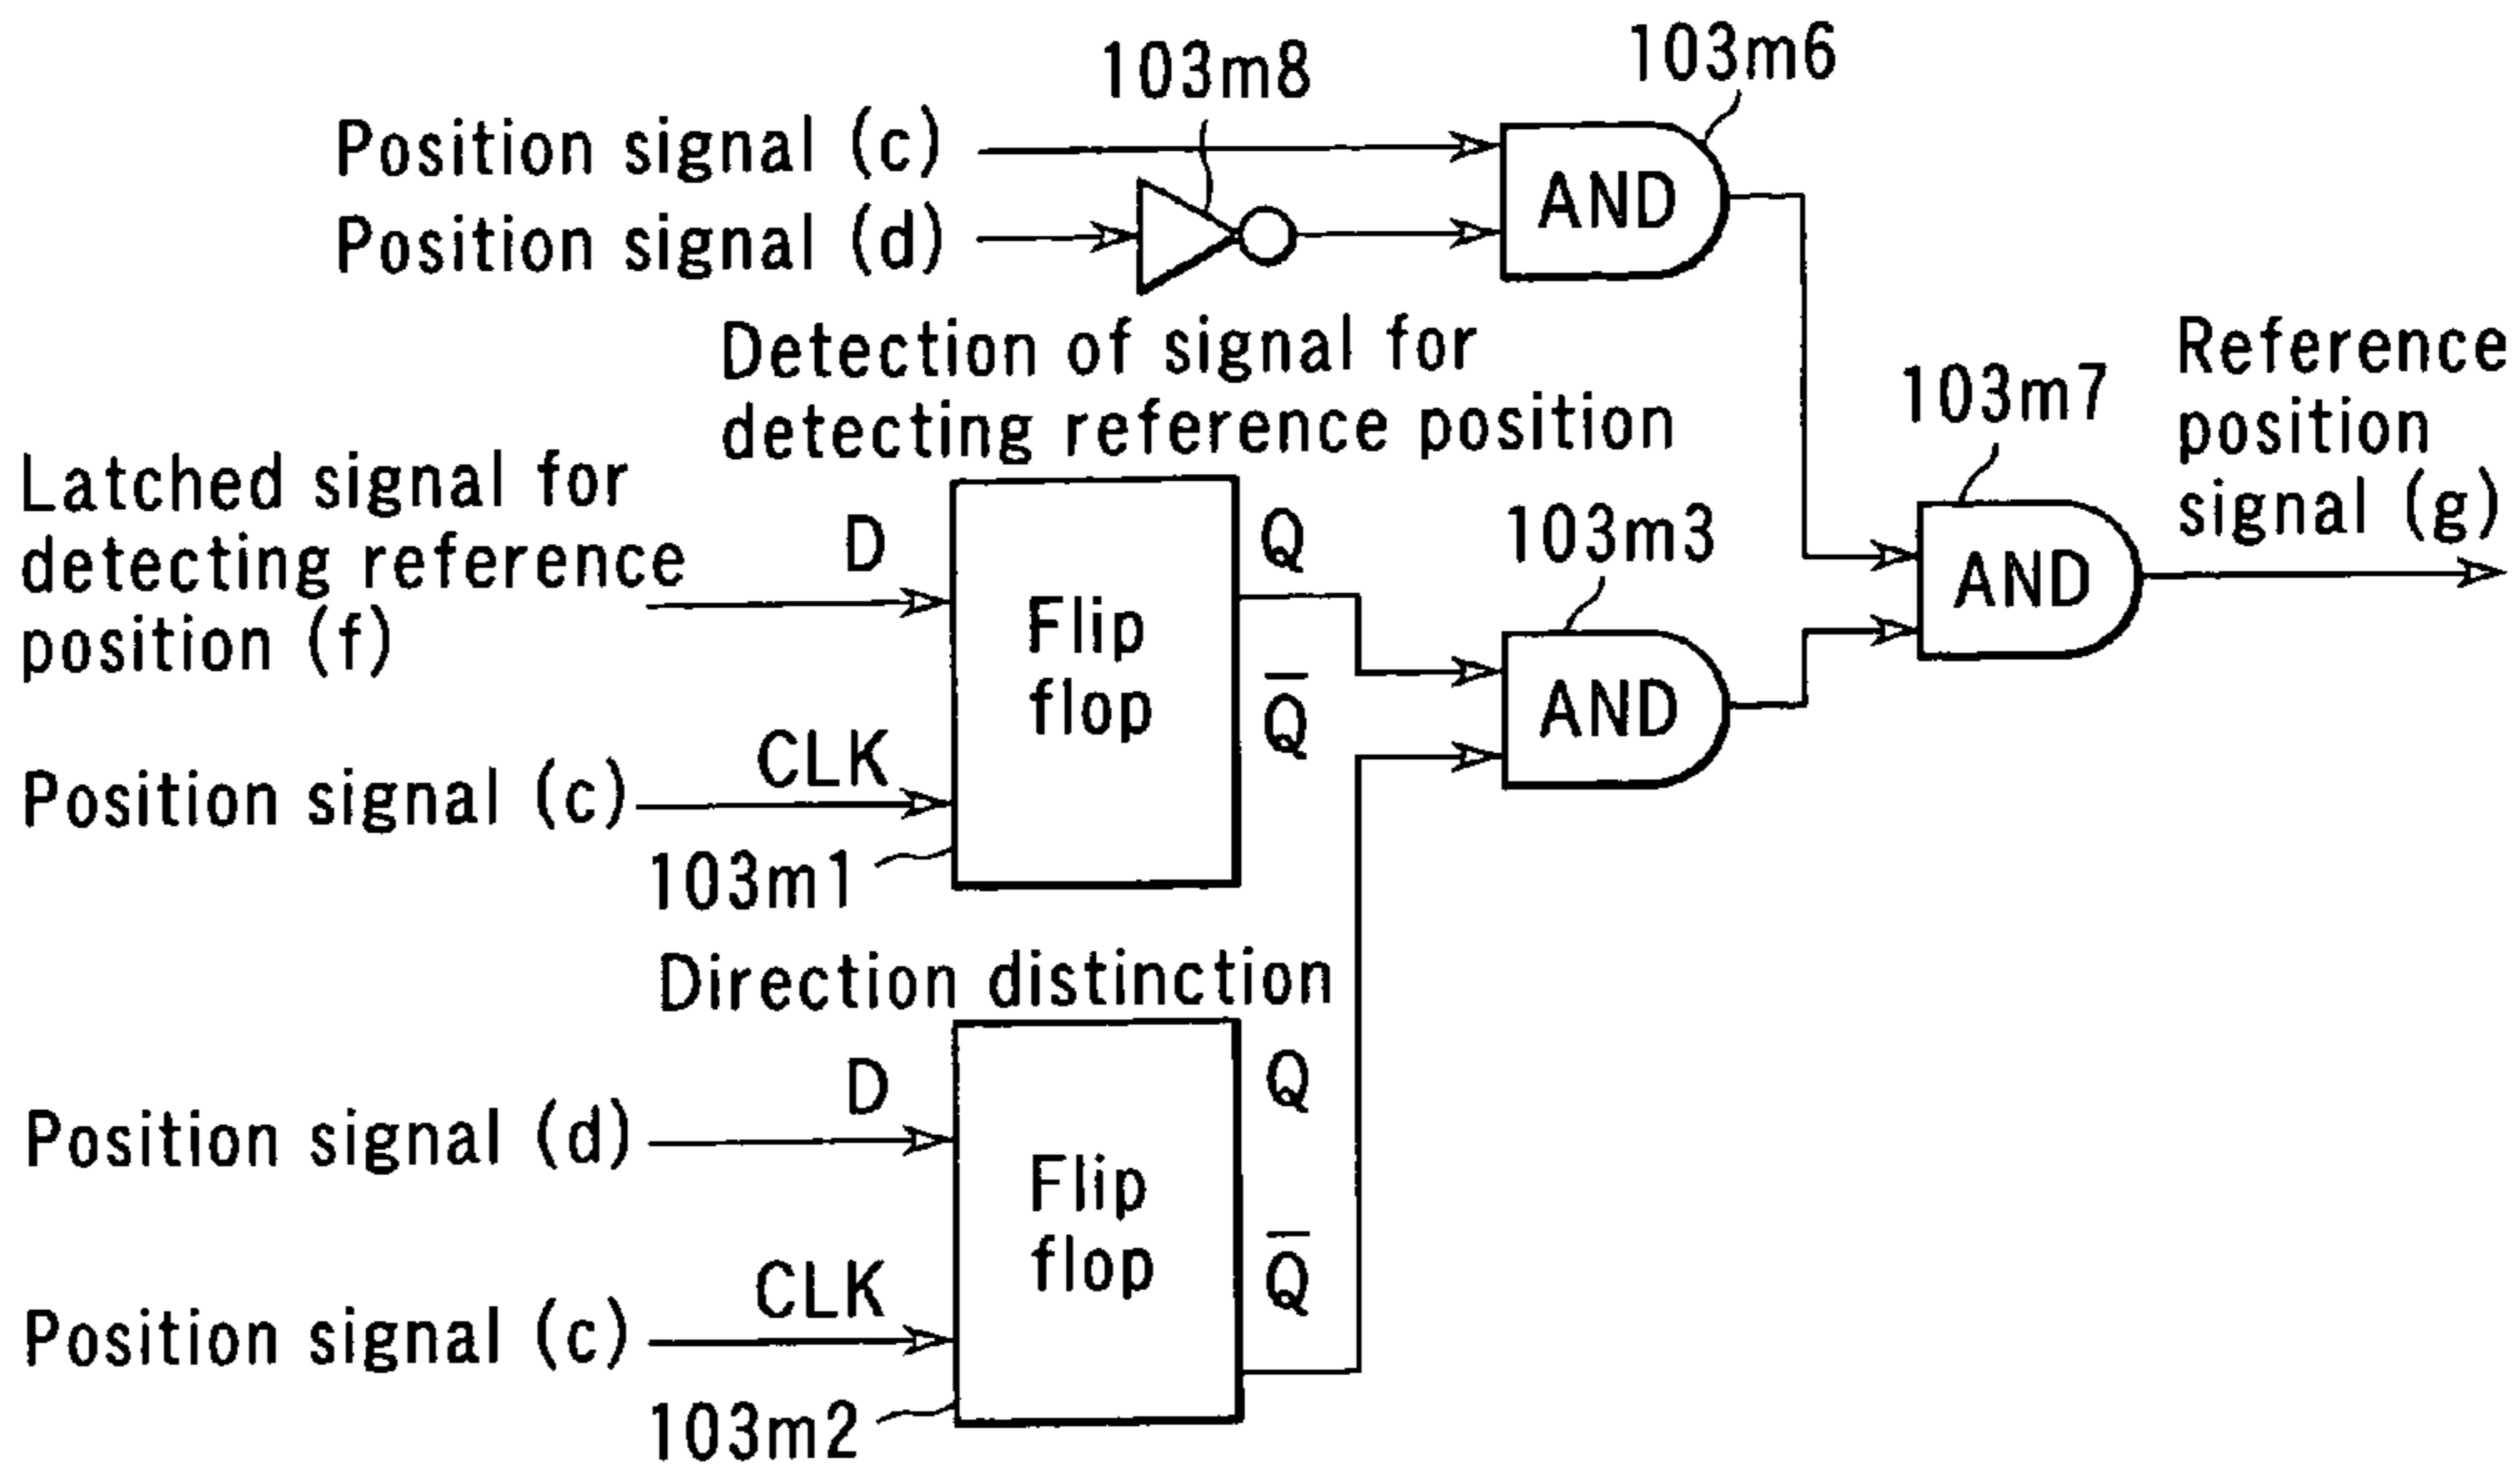 103m8
103m6
Position signal (c)
AND
Position signal (d)
Detection of signal for
detecting reference position
Reference
position
signal (g)
103m7
AND
Latched signal for
detecting reference
position (f)
D
Q
Flip
flop
Q̅
103m3
AND
CLK
Position signal (c)
103m1
Direction distinction
D
Q
Position signal (d)
Flip
flop
Q̅
CLK
Position signal (c)
103m2